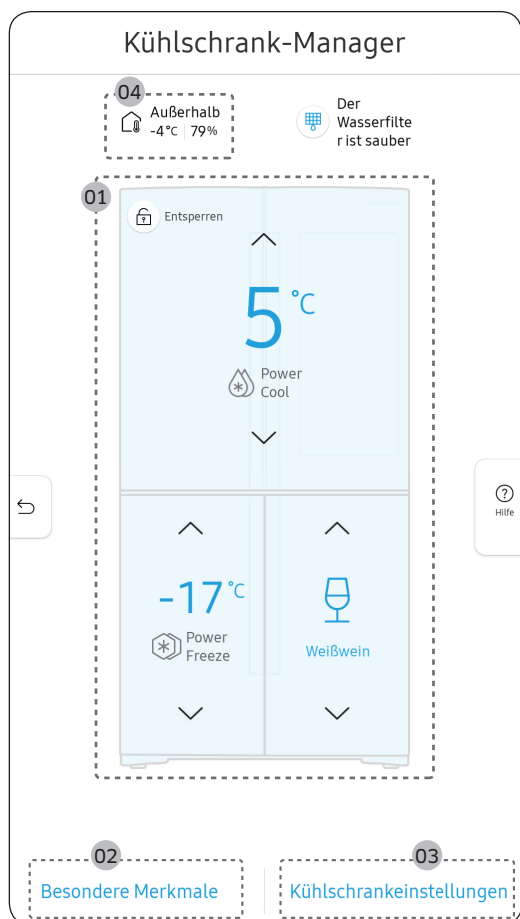 Kühlschrank-Manager
04
Außerhalb
-4°C | 79%
Der
Wasserfilte
r ist sauber
01
Entsperren
5 °C
Power
Cool
Hilfe
-17 °C
Power
Freeze
Weißwein
02
03
Besondere Merkmale
Kühlschrankeinstellungen